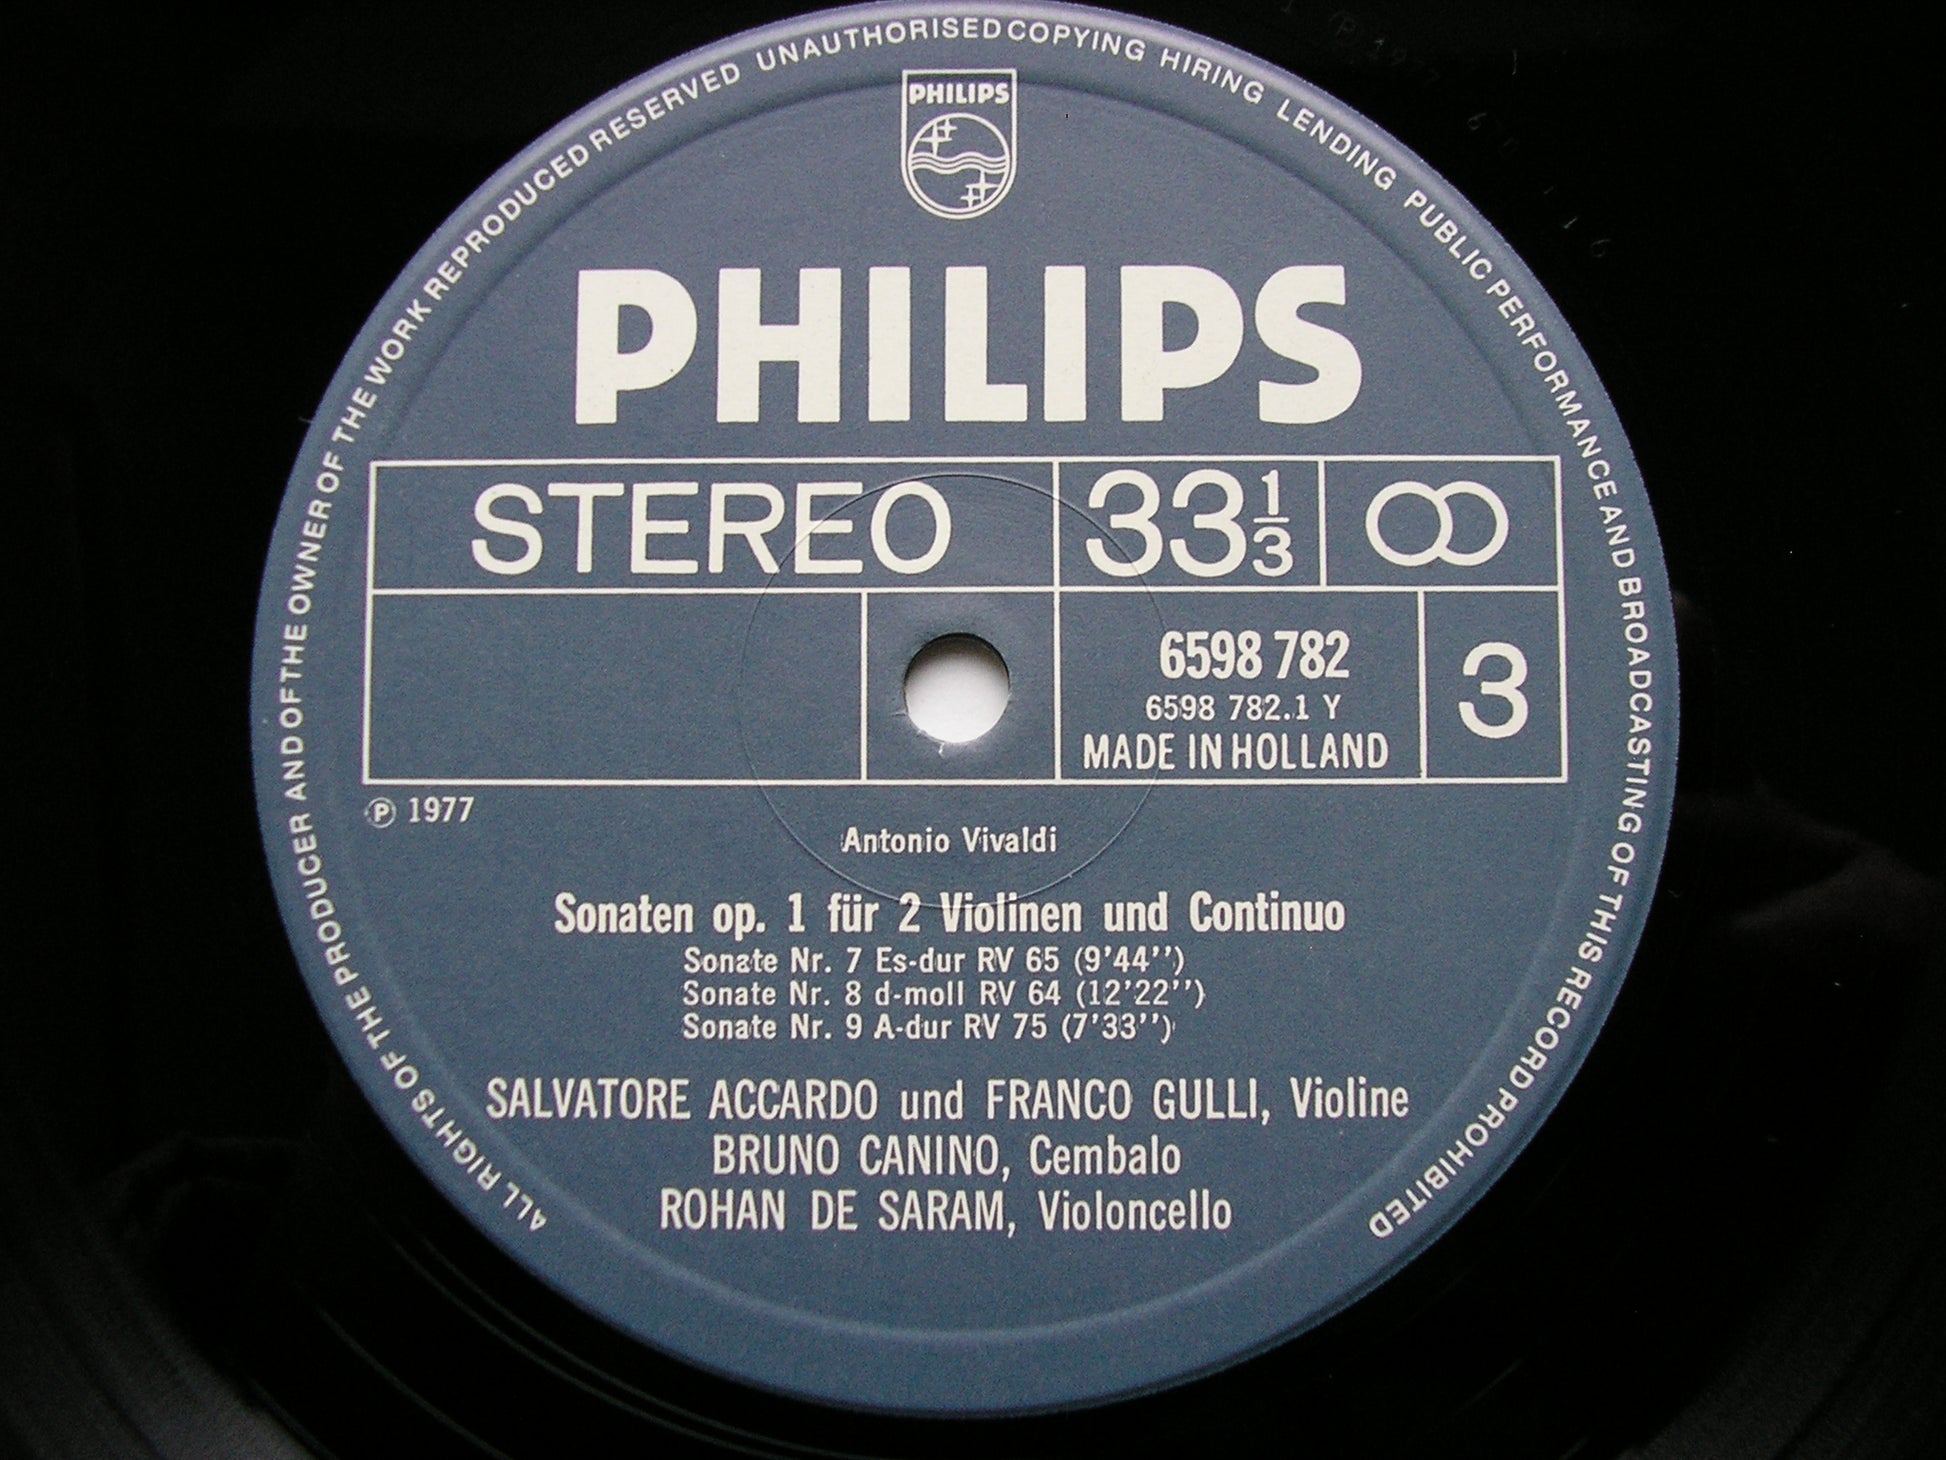 ALL RIGHTS OF THE PRODUCER AND OF THE OWNER OF THE WORK REPRODUCED RESERVED UNAUTHORISED COPYING HIRING LENDING PUBLIC PERFORMANCE AND BROADCASTING OF THIS RECORD PROHIBITED
PHILIPS
PHILIPS
STEREO 33 1/3
6598 782
6598 782.1 Y
MADE IN HOLLAND
3
℗ 1977
Antonio Vivaldi
Sonaten op. 1 für 2 Violinen und Continuo
Sonate Nr. 7 Es-dur RV 65 (9'44'')
Sonate Nr. 8 d-moll RV 64 (12'22'')
Sonate Nr. 9 A-dur RV 75 (7'33'')
SALVATORE ACCARDO und FRANCO GULLI, Violine
BRUNO CANINO, Cembalo
ROHAN DE SARAM, Violoncello